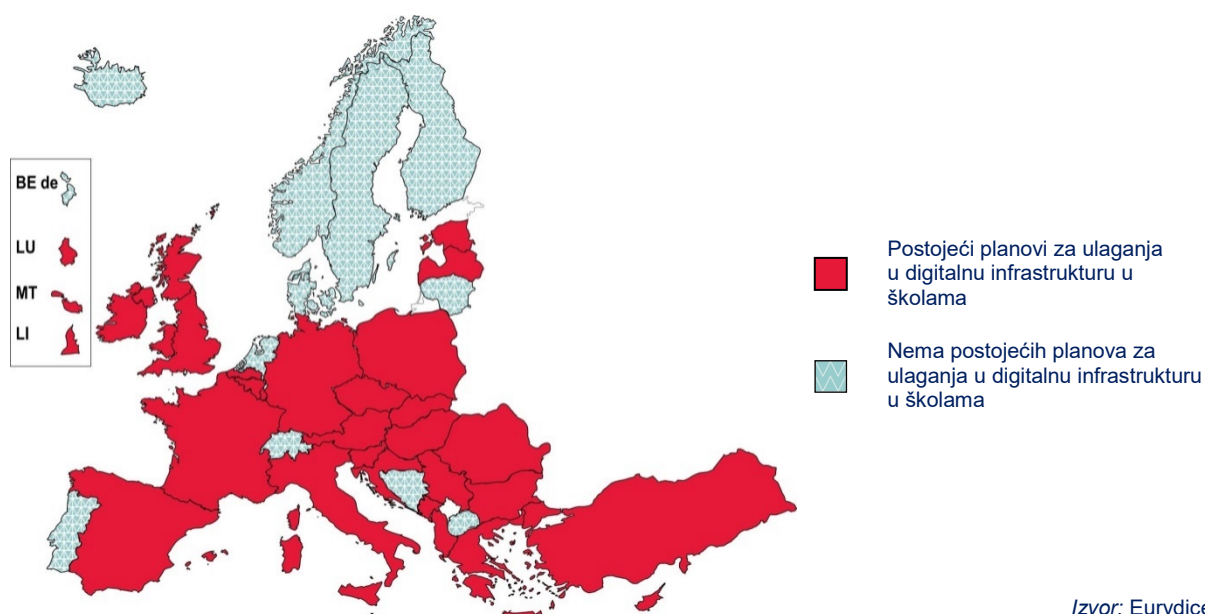 BE de
LU
MT
LI
Postojeći planovi za ulaganja
u digitalnu infrastrukturu u
školama
Nema postojećih planova za
ulaganja u digitalnu infrastrukturu
u školama
Izvor: Eurydice